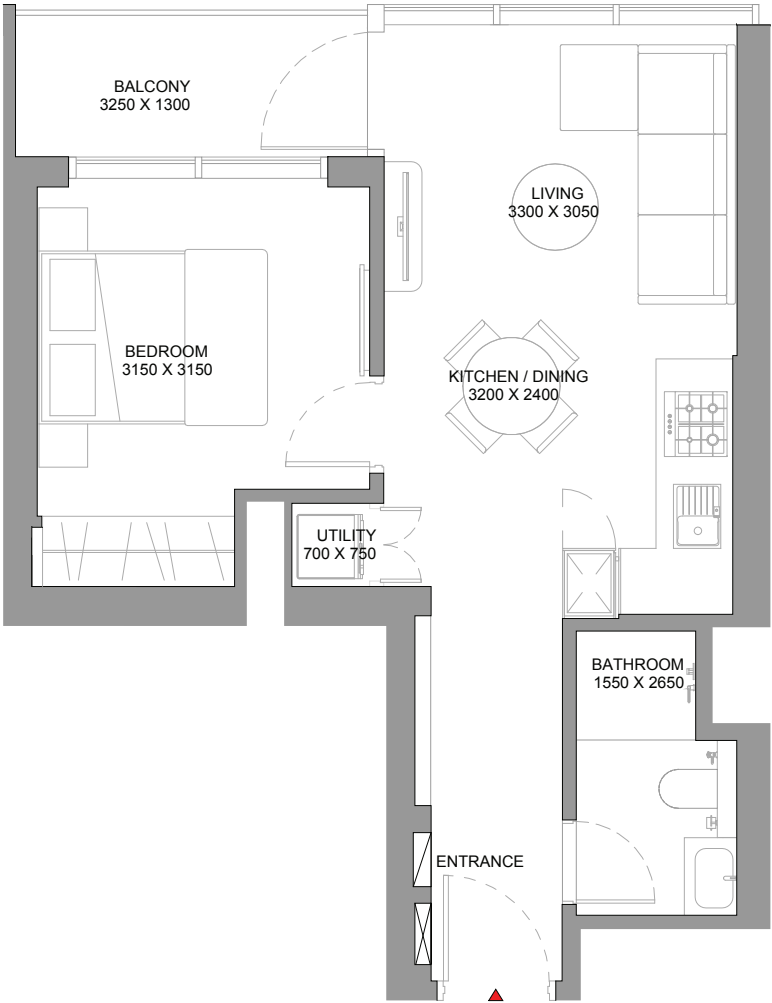 BALCONY
3250 X 1300
LIVING
3300 X 3050
BEDROOM
3150 X 3150
KITCHEN / DINING
3200 X 2400
UTILITY
700 X 750
BATHROOM
1550 X 2650
ENTRANCE